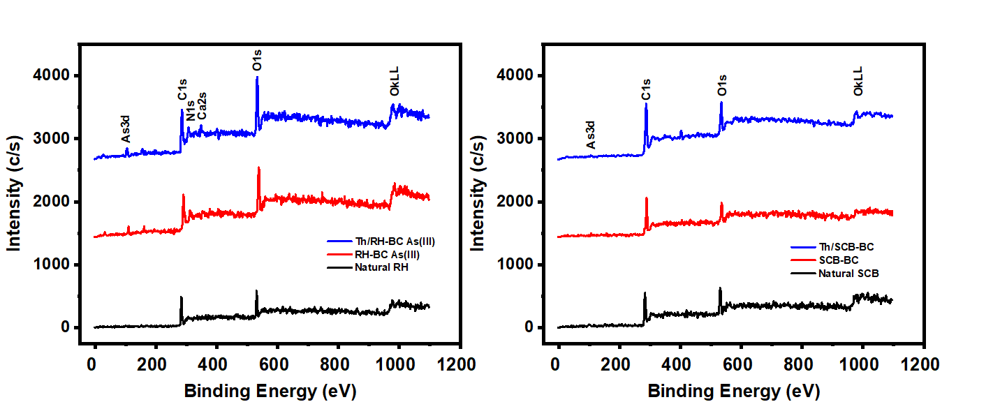 4000
3000
2000
1000
0
Intensity (c/s)
As3d
C1s
N1s
Ca2s
O1s
OkLL
Th/RH-BC As(III)
RH-BC As(III)
Natural RH
0 200 400 600 800 1000 1200
Binding Energy (eV)
4000
3000
2000
1000
0
Intensity (c/s)
As3d
C1s
O1s
OkLL
Th/SCB-BC
SCB-BC
Natural SCB
0 200 400 600 800 1000 1200
Binding Energy (eV)